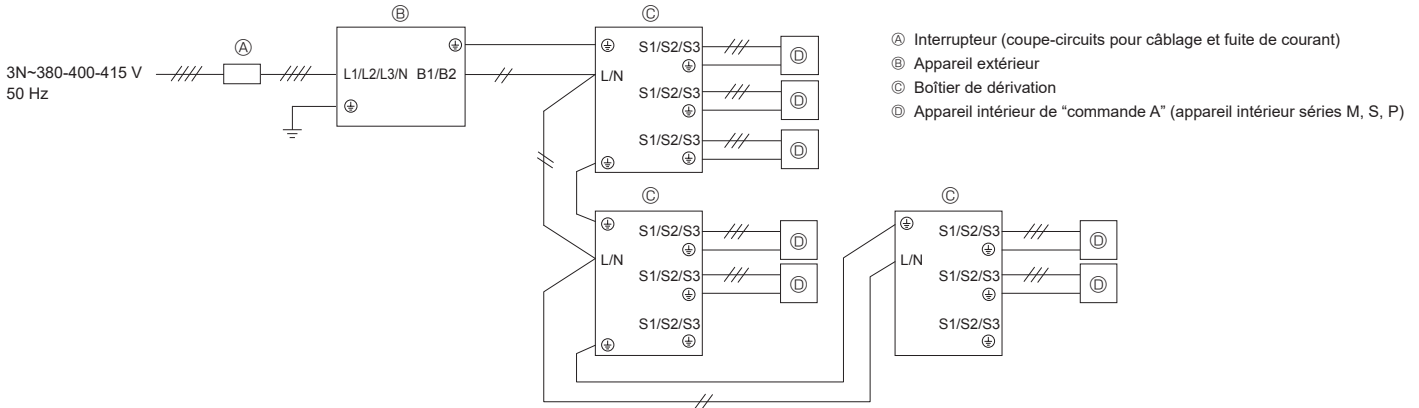 Ⓑ
Ⓒ
Ⓐ
3N~380-400-415 V
50 Hz
L1/L2/L3/N B1/B2
L/N
S1/S2/S3
Ⓓ
S1/S2/S3
Ⓓ
S1/S2/S3
Ⓓ
Ⓐ Interrupteur (coupe-circuits pour câblage et fuite de courant)
Ⓑ Appareil extérieur
Ⓒ Boîtier de dérivation
Ⓓ Appareil intérieur de “commande A” (appareil intérieur séries M, S, P)
Ⓒ
L/N
S1/S2/S3
Ⓓ
S1/S2/S3
Ⓓ
S1/S2/S3
Ⓒ
L/N
S1/S2/S3
Ⓓ
S1/S2/S3
Ⓓ
S1/S2/S3